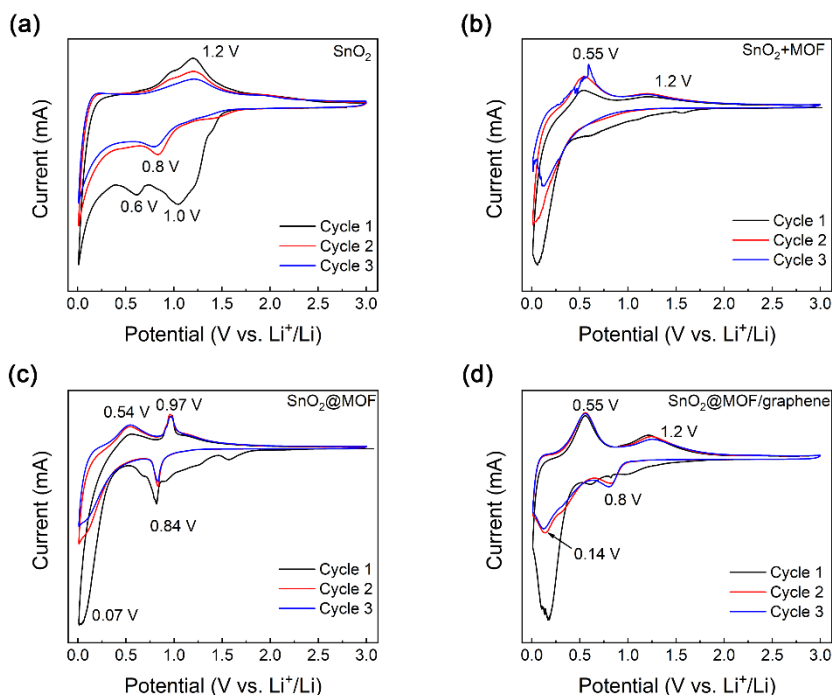 (a)
SnO₂
1.2 V
0.8 V
0.6 V
1.0 V
Cycle 1
Cycle 2
Cycle 3
Current (mA)
0.0 0.5 1.0 1.5 2.0 2.5 3.0
Potential (V vs. Li⁺/Li)
(b)
SnO₂+MOF
0.55 V
1.2 V
Cycle 1
Cycle 2
Cycle 3
Current (mA)
0.0 0.5 1.0 1.5 2.0 2.5 3.0
Potential (V vs. Li⁺/Li)
(c)
SnO₂@MOF
0.97 V
0.54 V
0.84 V
0.07 V
Cycle 1
Cycle 2
Cycle 3
Current (mA)
0.0 0.5 1.0 1.5 2.0 2.5 3.0
Potential (V vs. Li⁺/Li)
(d)
SnO₂@MOF/graphene
0.55 V
1.2 V
0.8 V
0.14 V
Cycle 1
Cycle 2
Cycle 3
Current (mA)
0.0 0.5 1.0 1.5 2.0 2.5 3.0
Potential (V vs. Li⁺/Li)